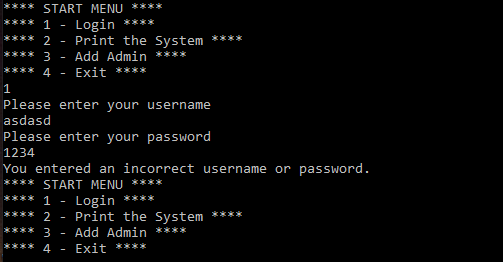 **** START MENU ****
**** 1 - Login ****
**** 2 - Print the System ****
**** 3 - Add Admin ****
**** 4 - Exit ****
1
Please enter your username
asdasd
Please enter your password
1234
You entered an incorrect username or password.
**** START MENU ****
**** 1 - Login ****
**** 2 - Print the System ****
**** 3 - Add Admin ****
**** 4 - Exit ****